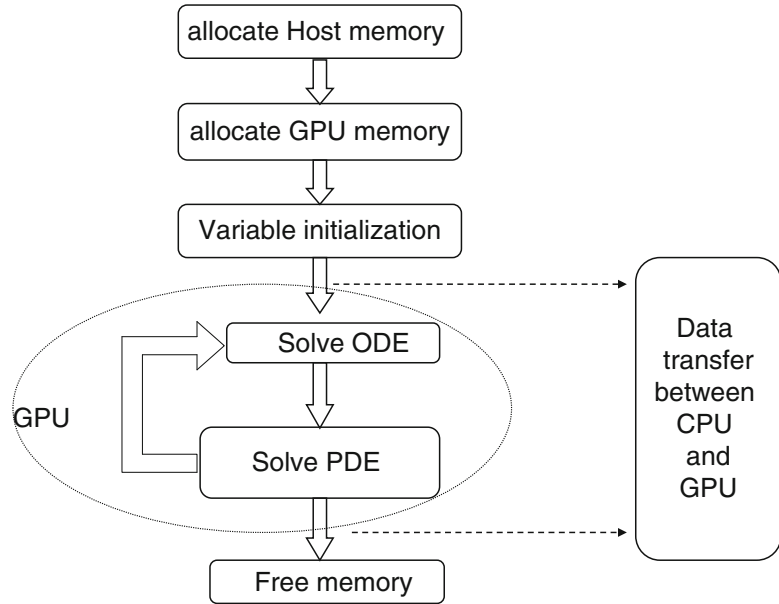 allocate Host memory
allocate GPU memory
Variable initialization
Solve ODE
GPU
Solve PDE
Free memory
Data
transfer
between
CPU
and
GPU